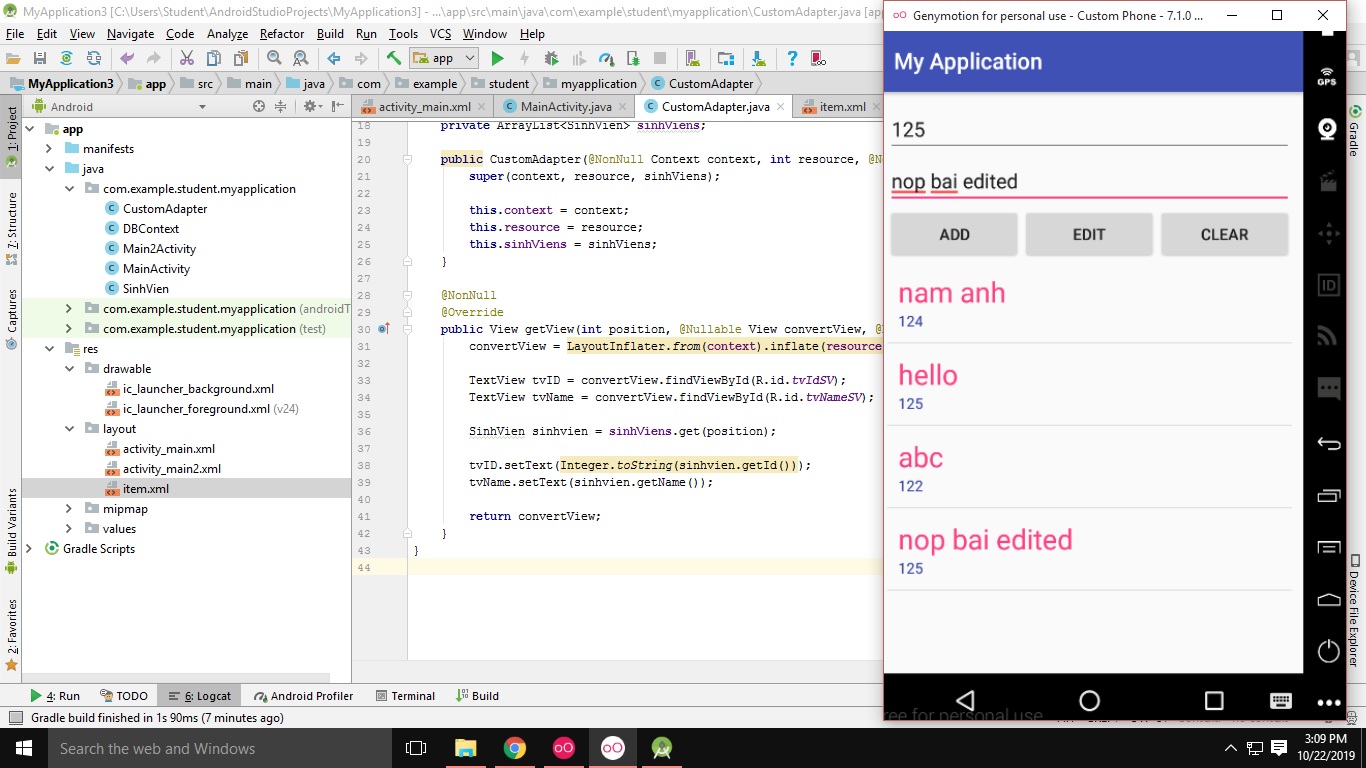 MyApplication3 [C:\Users\Student\AndroidStudioProjects\MyApplication3] - ...\app\src\main\java\com\example\student\myapplication\CustomAdapter.java [app
File Edit View Navigate Code Analyze Refactor Build Run Tools VCS Window Help
app
MyApplication3 app src main java com example student myapplication CustomAdapter
Android
activity_main.xml MainActivity.java CustomAdapter.java item.xml
1: Project
7: Structure
Captures
Build Variants
2: Favorites
app
manifests
java
com.example.student.myapplication
CustomAdapter
DBContext
Main2Activity
MainActivity
SinhVien
com.example.student.myapplication (androidT
com.example.student.myapplication (test)
res
drawable
ic_launcher_background.xml
ic_launcher_foreground.xml (v24)
layout
activity_main.xml
activity_main2.xml
item.xml
mipmap
values
Gradle Scripts
18 private ArrayList<SinhVien> sinhViens;
19
20 public CustomAdapter(@NonNull Context context, int resource, @No
21 super(context, resource, sinhViens);
22
23 this.context = context;
24 this.resource = resource;
25 this.sinhViens = sinhViens;
26 }
27
28 @NonNull
29 @Override
30 public View getView(int position, @Nullable View convertView, @
31 convertView = LayoutInflater.from(context).inflate(resource
32
33 TextView tvID = convertView.findViewById(R.id.tvIdSV);
34 TextView tvName = convertView.findViewById(R.id.tvNameSV);
35
36 SinhVien sinhvien = sinhViens.get(position);
37
38 tvID.setText(Integer.toString(sinhvien.getId()));
39 tvName.setText(sinhvien.getName());
40
41 return convertView;
42 }
43 }
44
Genymotion for personal use - Custom Phone - 7.1.0 ...
My Application
125
nop bai edited
ADD EDIT CLEAR
nam anh
124
hello
125
abc
122
nop bai edited
125
GPS
ID
free for personal use
Gradle
Device File Explorer
4: Run TODO 6: Logcat Android Profiler Terminal Build
Gradle build finished in 1s 90ms (7 minutes ago)
Search the web and Windows
3:09 PM
10/22/2019